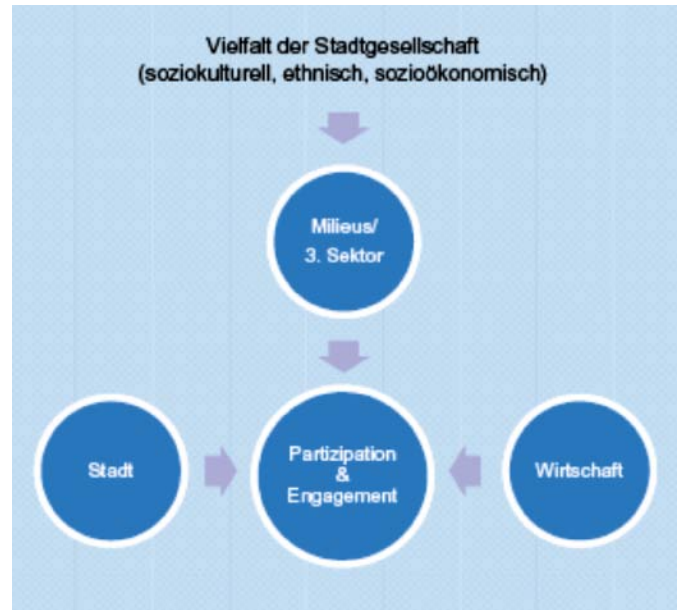 Vielfalt der Stadtgesellschaft
(soziokulturell, ethnisch, sozioökonomisch)
Milieus/
3. Sektor
Stadt
Partizipation
&
Engagement
Wirtschaft